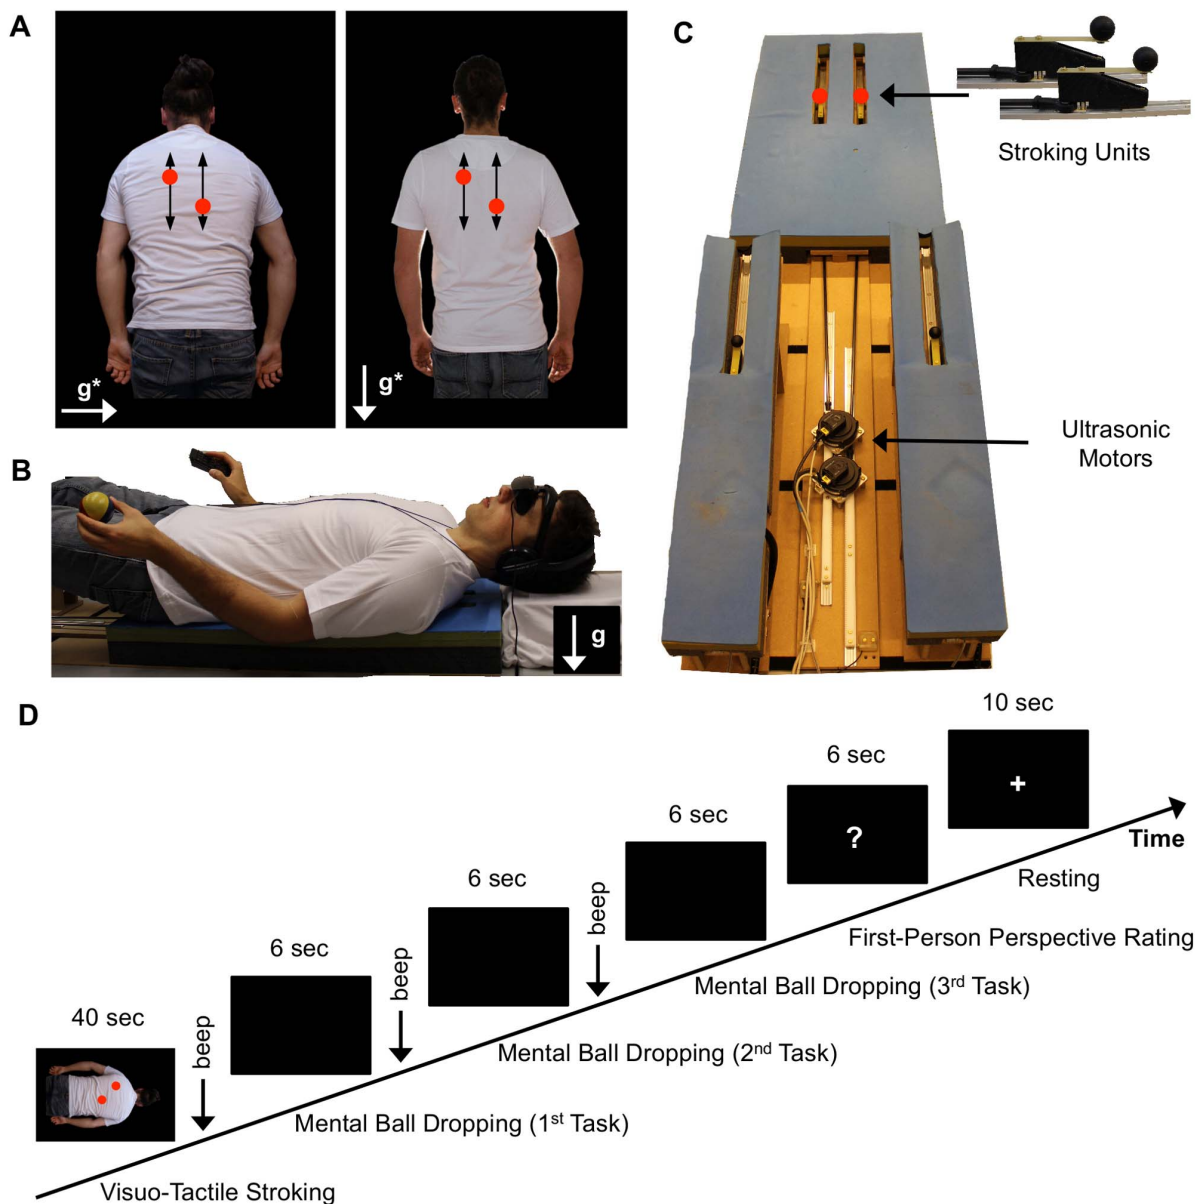 A
g*
g*
B
g
C
Stroking Units
Ultrasonic
Motors
D
40 sec
beep
6 sec
beep
6 sec
beep
6 sec
6 sec
?
10 sec
+
Time
Resting
First-Person Perspective Rating
Mental Ball Dropping (3rd Task)
Mental Ball Dropping (2nd Task)
Mental Ball Dropping (1st Task)
Visuo-Tactile Stroking